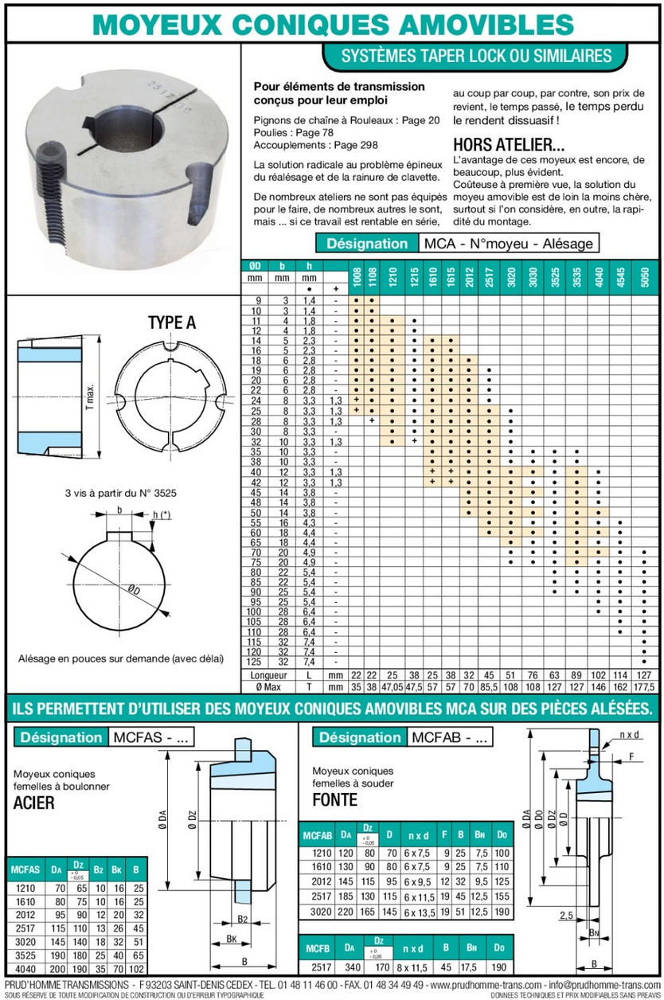 MOYEUX CONIQUES AMOVIBLES
SYSTÈMES TAPER LOCK OU SIMILAIRES
2517 30
Pour éléments de transmission
conçus pour leur emploi
Pignons de chaîne à Rouleaux : Page 20
Poulies : Page 78
Accouplements : Page 298
La solution radicale au problème épineux
du réalésage et de la rainure de clavette.
De nombreux ateliers ne sont pas équipés
pour le faire, de nombreux autres le sont,
mais ... si ce travail est rentable en série,
au coup par coup, par contre, son prix de
revient, le temps passé, le temps perdu
le rendent dissuasif !
HORS ATELIER...
L'avantage de ces moyeux est encore, de
beaucoup, plus évident.
Coûteuse à première vue, la solution du
moyeu amovible est de loin la moins chère,
surtout si l'on considère, en outre, la rapi-
dité du montage.
Désignation MCA - N°moyeu - Alésage
TYPE A
T max.
3 vis à partir du N° 3525
b
h (*)
ØD
Alésage en pouces sur demande (avec délai)
ØD b h 1008 1108 1210 1215 1610 1615 2012 2517 3020 3030 3525 3535 4040 4545 5050
mm mm mm
• +
9 3 1,4 - • •
10 3 1,4 - • •
11 4 1,8 - • • • •
12 4 1,8 - • • • •
14 5 2,3 - • • • • • •
16 5 2,3 - • • • • • •
18 6 2,8 - • • • • • • •
19 6 2,8 - • • • • • • • •
20 6 2,8 - • • • • • • • •
22 6 2,8 - • • • • • • • •
24 8 3,3 1,3 + • • • • • • •
25 8 3,3 1,3 + • • • • • • • •
28 8 3,3 1,3 + • • • • • • •
30 8 3,3 - • • • • • • •
32 10 3,3 1,3 • + • • • • •
35 10 3,3 - • • • • • • • •
38 10 3,3 - • • • • • • • •
40 12 3,3 1,3 + + • • • • • • •
42 12 3,3 1,3 + + • • • • • • •
45 14 3,8 - • • • • • • •
48 14 3,8 - • • • • • • •
50 14 3,8 - • • • • • • •
55 16 4,3 - • • • • • • •
60 18 4,4 - • • • • • • •
65 18 4,4 - • • • • • •
70 20 4,9 - • • • • • • •
75 20 4,9 - • • • • • • •
80 22 5,4 - • • • • •
85 22 5,4 - • • • • •
90 25 5,4 - • • • • •
95 25 5,4 - • • •
100 28 6,4 - • • •
105 28 6,4 - • •
110 28 6,4 - • •
115 32 7,4 - •
120 32 7,4 - •
125 32 7,4 - •
Longueur L mm 22 22 25 38 25 38 32 45 51 76 63 89 102 114 127
Ø Max T mm 35 38 47,05 47,5 57 57 70 85,5 108 108 127 127 146 162 177,5
ILS PERMETTENT D'UTILISER DES MOYEUX CONIQUES AMOVIBLES MCA SUR DES PIÈCES ALÉSÉES.
Désignation MCFAS - ...
Moyeux coniques
femelles à boulonner
ACIER
Ø DA
Ø DZ
B2
BK
B
MCFAS DA DZ B2 BK B
+ 0
- 0,05
1210 70 65 10 16 25
1610 80 75 10 16 25
2012 95 90 12 20 32
2517 115 110 13 26 45
3020 145 140 18 32 51
3525 190 180 25 40 65
4040 200 190 35 70 102
Désignation MCFAB - ...
Moyeux coniques
femelles à souder
FONTE
n x d
F
Ø DA
Ø DO
Ø DZ
Ø D
2,5
BN
B
MCFAB DA DZ D n x d F B BN DO
+ 0
- 0,05
1210 120 80 70 6 x 7,5 9 25 7,5 100
1610 130 90 80 6 x 7,5 9 25 7,5 110
2012 145 115 95 6 x 9,5 12 32 9,5 125
2517 185 130 115 6 x 11,5 19 45 12,5 155
3020 220 165 145 6 x 13,5 19 51 12,5 190
MCFB DA DZ n x d B BN DO
+ 0
- 0,05
2517 340 170 8 x 11,5 45 17,5 190
PRUD'HOMME TRANSMISSIONS - F 93203 SAINT-DENIS CEDEX - TEL. 01 48 11 46 00 - FAX. 01 48 34 49 49 - www.prudhomme-trans.com - info@prudhomme-trans.com
SOUS RÉSERVE DE TOUTE MODIFICATION DE CONSTRUCTION OU D'ERREUR TYPOGRAPHIQUE DONNEES TECHNIQUES ET PRIX MODIFIABLES SANS PREAVIS